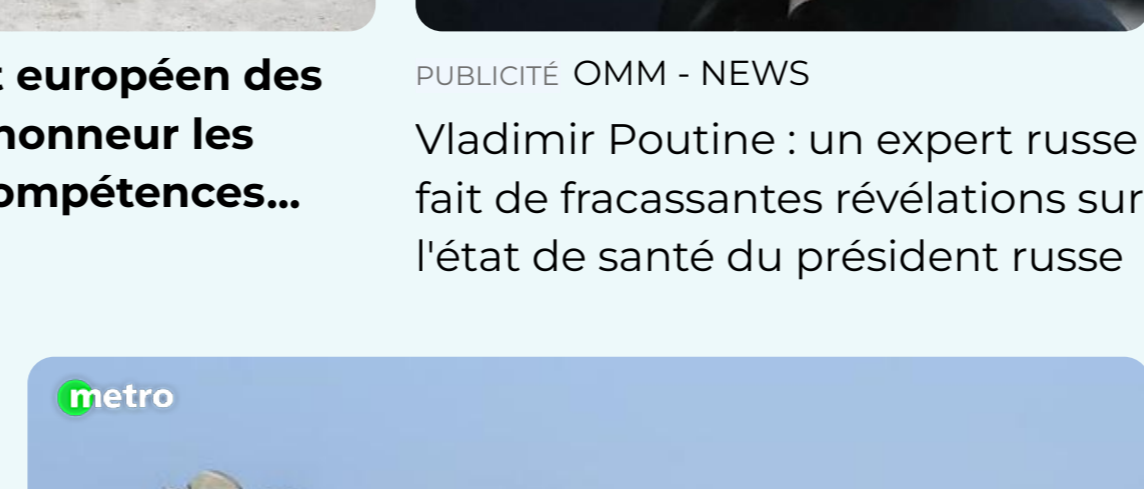 européen des
honneur les
ompétences...
PUBLICITÉ OMM - NEWS
Vladimir Poutine : un expert russe
fait de fracassantes révélations sur
l'état de santé du président russe
metro